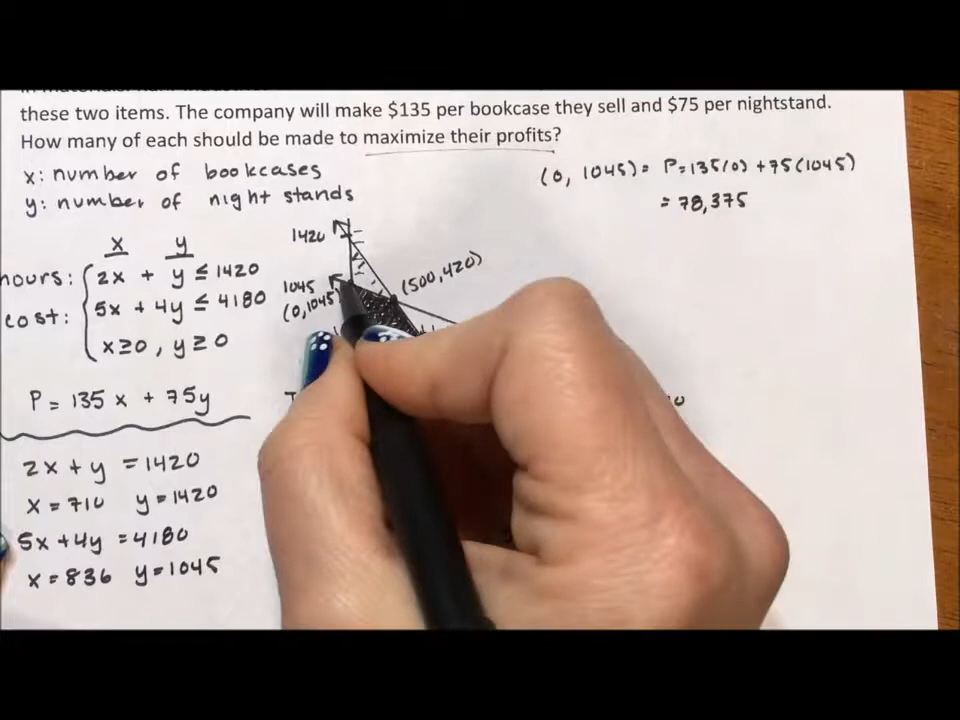 these two items. The company will make $135 per bookcase they sell and $75 per nightstand.
How many of each should be made to maximize their profits?
x: number of bookcases
y: number of night stands
(0, 1045) = P=135(0) +75(1045)
= 78,375
x y
hours: 2x + y ≤ 1420
cost: 5x + 4y ≤ 4180
x≥0, y≥0
1420
1045
(0,1045)
(500,420)
P = 135x + 75y
2x + y = 1420
x = 710 y = 1420
5x + 4y = 4180
x = 836 y = 1045